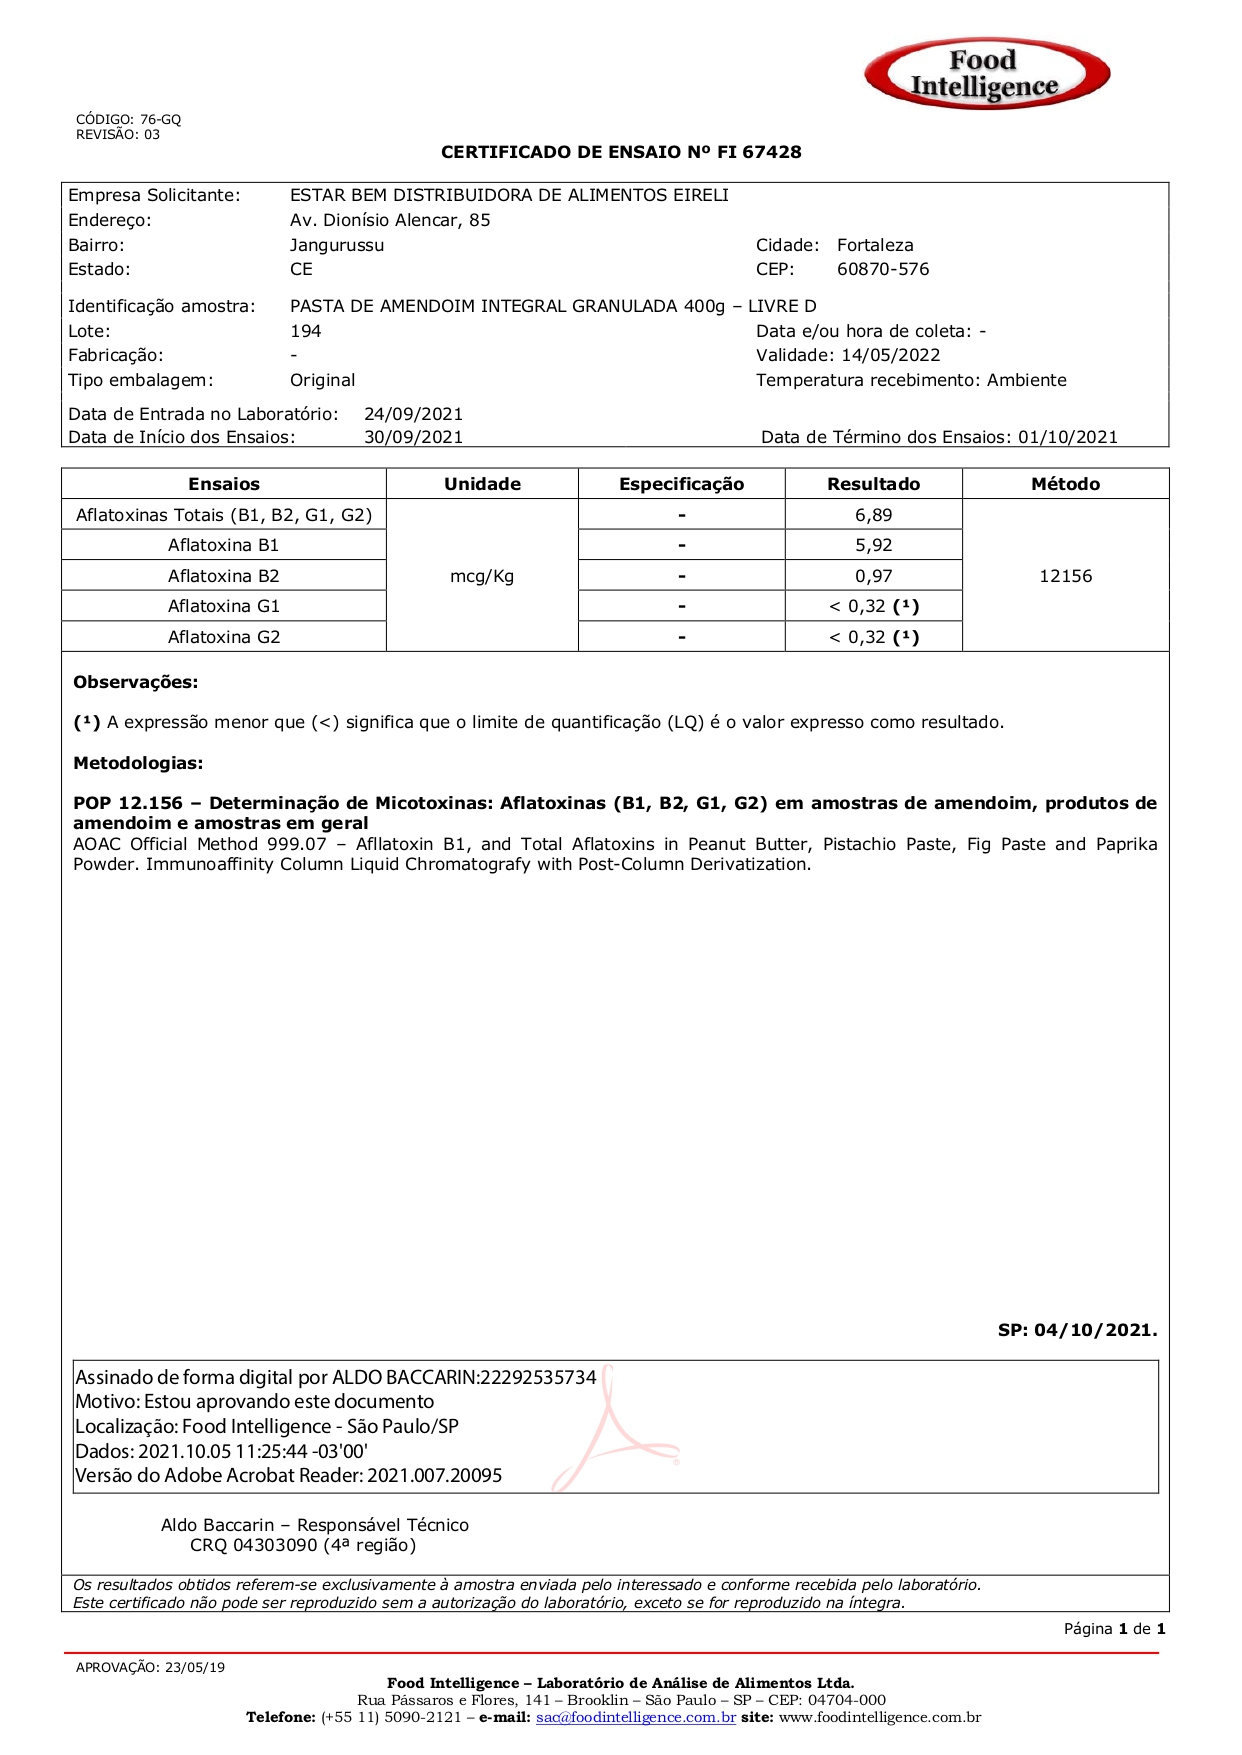 Food
Intelligence
CÓDIGO: 76-GQ
REVISÃO: 03
CERTIFICADO DE ENSAIO Nº FI 67428
Empresa Solicitante: ESTAR BEM DISTRIBUIDORA DE ALIMENTOS EIRELI
Endereço: Av. Dionísio Alencar, 85
Bairro: Jangurussu Cidade: Fortaleza
Estado: CE CEP: 60870-576
Identificação amostra: PASTA DE AMENDOIM INTEGRAL GRANULADA 400g – LIVRE D
Lote: 194 Data e/ou hora de coleta: -
Fabricação: - Validade: 14/05/2022
Tipo embalagem: Original Temperatura recebimento: Ambiente
Data de Entrada no Laboratório: 24/09/2021
Data de Início dos Ensaios: 30/09/2021 Data de Término dos Ensaios: 01/10/2021
Ensaios Unidade Especificação Resultado Método
Aflatoxinas Totais (B1, B2, G1, G2) - 6,89
Aflatoxina B1 - 5,92
Aflatoxina B2 mcg/Kg - 0,97 12156
Aflatoxina G1 - < 0,32 (¹)
Aflatoxina G2 - < 0,32 (¹)
Observações:
(¹) A expressão menor que (<) significa que o limite de quantificação (LQ) é o valor expresso como resultado.
Metodologias:
POP 12.156 – Determinação de Micotoxinas: Aflatoxinas (B1, B2, G1, G2) em amostras de amendoim, produtos de
amendoim e amostras em geral
AOAC Official Method 999.07 – Afllatoxin B1, and Total Aflatoxins in Peanut Butter, Pistachio Paste, Fig Paste and Paprika
Powder. Immunoaffinity Column Liquid Chromatografy with Post-Column Derivatization.
SP: 04/10/2021.
Assinado de forma digital por ALDO BACCARIN:22292535734
Motivo: Estou aprovando este documento
Localização: Food Intelligence - São Paulo/SP
Dados: 2021.10.05 11:25:44 -03'00'
Versão do Adobe Acrobat Reader: 2021.007.20095
Aldo Baccarin – Responsável Técnico
CRQ 04303090 (4ª região)
Os resultados obtidos referem-se exclusivamente à amostra enviada pelo interessado e conforme recebida pelo laboratório.
Este certificado não pode ser reproduzido sem a autorização do laboratório, exceto se for reproduzido na íntegra.
Página 1 de 1
APROVAÇÃO: 23/05/19
Food Intelligence – Laboratório de Análise de Alimentos Ltda.
Rua Pássaros e Flores, 141 – Brooklin – São Paulo – SP – CEP: 04704-000
Telefone: (+55 11) 5090-2121 – e-mail: sac@foodintelligence.com.br site: www.foodintelligence.com.br